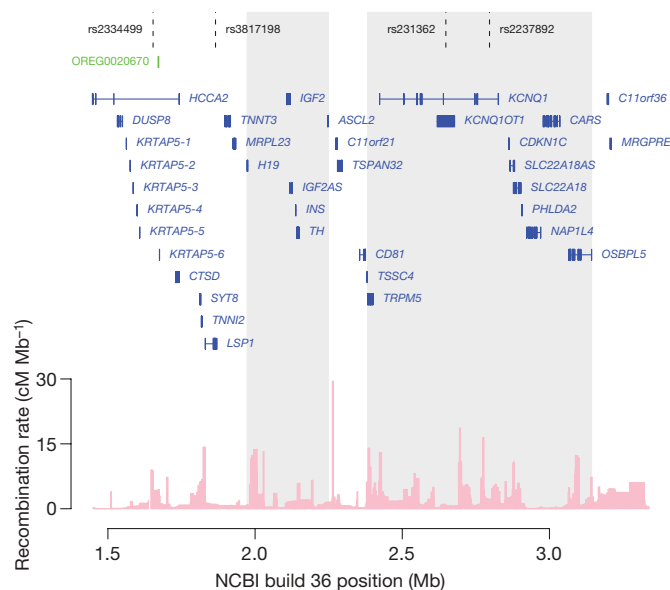 rs2334499 rs3817198 rs231362 rs2237892
OREG0020670
HCCA2 IGF2 KCNQ1 C11orf36
DUSP8 TNNT3 ASCL2 KCNQ1OT1 CARS
KRTAP5-1 MRPL23 C11orf21 CDKN1C MRGPRE
KRTAP5-2 H19 TSPAN32 SLC22A18AS
KRTAP5-3 IGF2AS SLC22A18
KRTAP5-4 INS PHLDA2
KRTAP5-5 TH NAP1L4
KRTAP5-6 CD81 OSBPL5
CTSD TSSC4
SYT8 TRPM5
TNNI2
LSP1
Recombination rate (cM Mb⁻¹)
30
15
0
1.5 2.0 2.5 3.0
NCBI build 36 position (Mb)